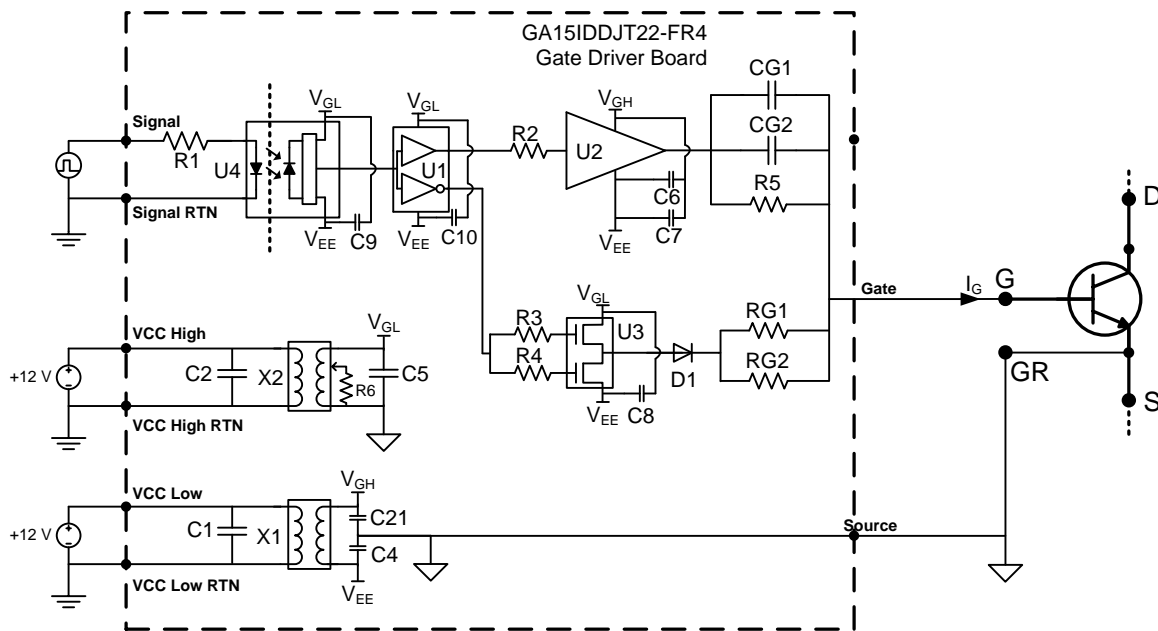 GA15IDDJT22-FR4
Gate Driver Board
Signal
R1
Signal RTN
U4
VGL
VEE
C9
VGL
U1
VEE
C10
R2
VGH
U2
C6
C7
VEE
CG1
CG2
R5
D
G
IG
Gate
GR
S
R3
R4
VGL
U3
VEE
C8
D1
RG1
RG2
VCC High
+12 V
C2
X2
R6
VGL
C5
VCC High RTN
VCC Low
+12 V
C1
X1
VGH
C21
C4
VEE
VCC Low RTN
Source